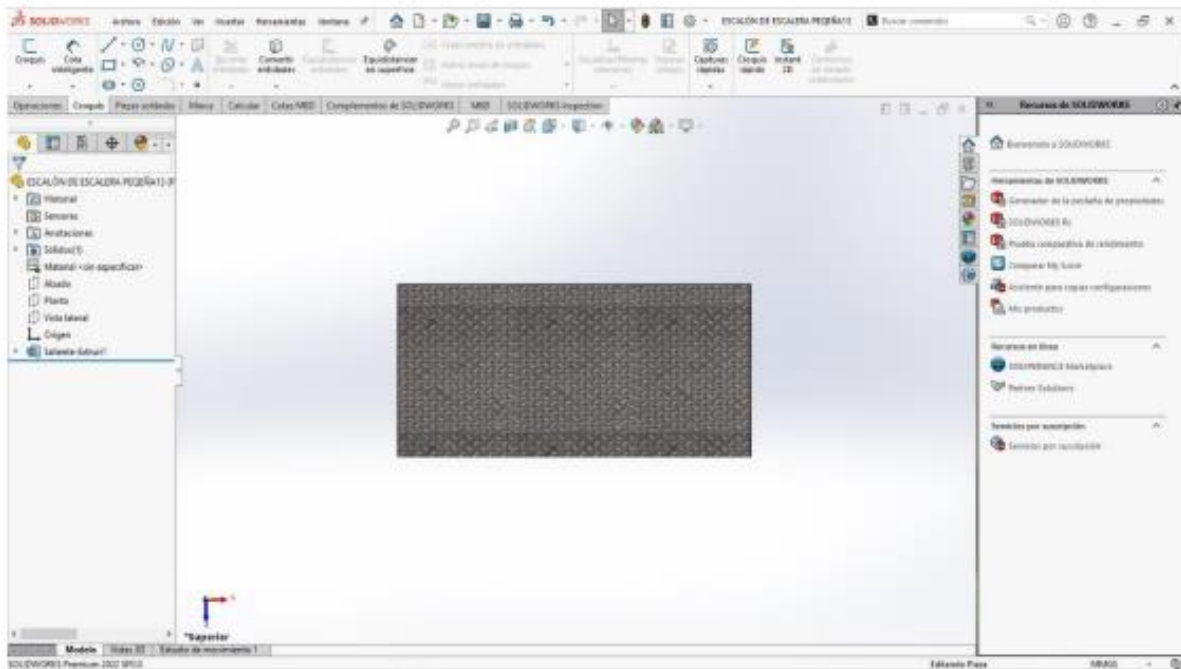 SOLIDWORKS Archivo Edición Ver Insertar Herramientas Ventana ESCALÓN DE ESCALERA PEQUEÑA13 Buscar comandos
Croquis Cota inteligente Convertir entidades Equidistanciar en superficie Capturas rápidas Croquis rápido Instant 2D
Operaciones Croquis Piezas soldadas Calcular Cotas MBD Complementos de SOLIDWORKS MBD SOLIDWORKS Inspection
Recursos de SOLIDWORKS
Bienvenido a SOLIDWORKS
Herramientas de SOLIDWORKS
Generador de la pestaña de propiedades
SOLIDWORKS Rx
Prueba comparativa de rendimiento
Comparar My Score
Asistente para copiar configuraciones
Mis productos
Recursos en línea
3DEXPERIENCE Marketplace
Partner Solutions
Servicios por suscripción
Servicios por suscripción
ESCALÓN DE ESCALERA PEQUEÑA13 (P
Historial
Sensores
Anotaciones
Sólidos(1)
Material <sin especificar>
Alzado
Planta
Vista lateral
Origen
Saliente-Extruir1
*Superior
Modelo Vistas 3D Estudio de movimiento 1
SOLIDWORKS Premium 2022 SP0.0 Editando Pieza MMGS